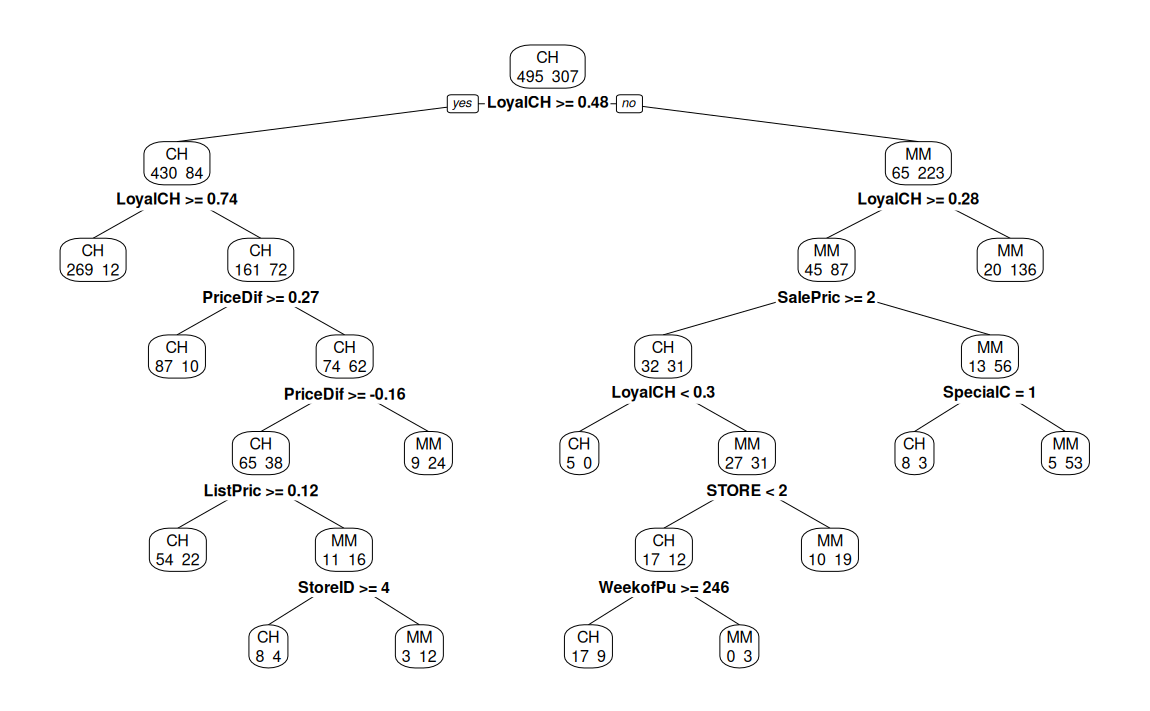 CH
495 307
yes LoyalCH >= 0.48 no
CH
430 84
MM
65 223
LoyalCH >= 0.74
LoyalCH >= 0.28
CH
269 12
CH
161 72
MM
45 87
MM
20 136
PriceDif >= 0.27
SalePric >= 2
CH
87 10
CH
74 62
CH
32 31
MM
13 56
PriceDif >= -0.16
LoyalCH < 0.3
SpecialC = 1
CH
65 38
MM
9 24
CH
5 0
MM
27 31
CH
8 3
MM
5 53
ListPric >= 0.12
STORE < 2
CH
54 22
MM
11 16
CH
17 12
MM
10 19
StoreID >= 4
WeekofPu >= 246
CH
8 4
MM
3 12
CH
17 9
MM
0 3